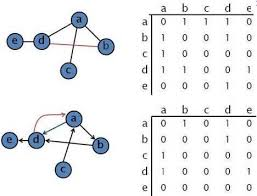 a
e d b
c
a b c d e
a 0 1 1 1 0
b 1 0 0 1 0
c 1 0 0 0 0
d 1 1 0 0 1
e 0 0 0 1 0
a
e d b
c
a b c d e
a 0 1 0 1 0
b 0 0 0 1 0
c 1 0 0 0 0
d 1 0 0 0 1
e 0 0 0 0 0